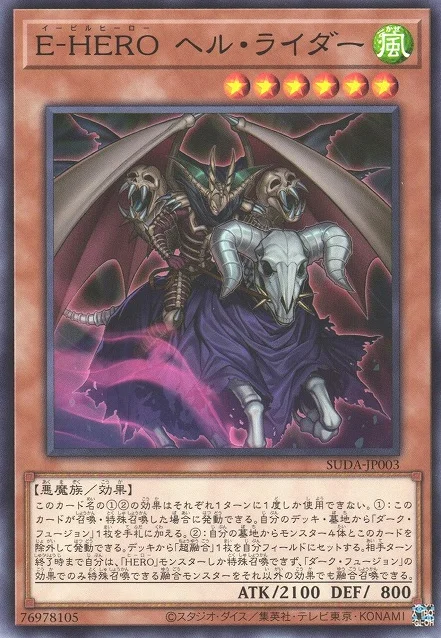 イービルヒーロー
E-HERO ヘル・ライダー
かぜ
風
SUDA-JP003
【悪魔族／効果】
このカード名の①②の効果はそれぞれ1ターンに1度しか使用できない。①：この
カードが召喚・特殊召喚した場合に発動できる。自分のデッキ・墓地から「ダーク・
フュージョン」1枚を手札に加える。②：自分の墓地からモンスター4体とこのカードを
除外して発動できる。デッキから「超融合」1枚を自分フィールドにセットする。相手ターン
終了時まで自分は、「HERO」モンスターしか特殊召喚できず、「ダーク・フュージョン」の
効果でのみ特殊召喚できる融合モンスターをそれ以外の効果でも融合召喚できる。
ATK/2100 DEF/ 800
76978105
©スタジオ・ダイス/集英社・テレビ東京・KONAMI